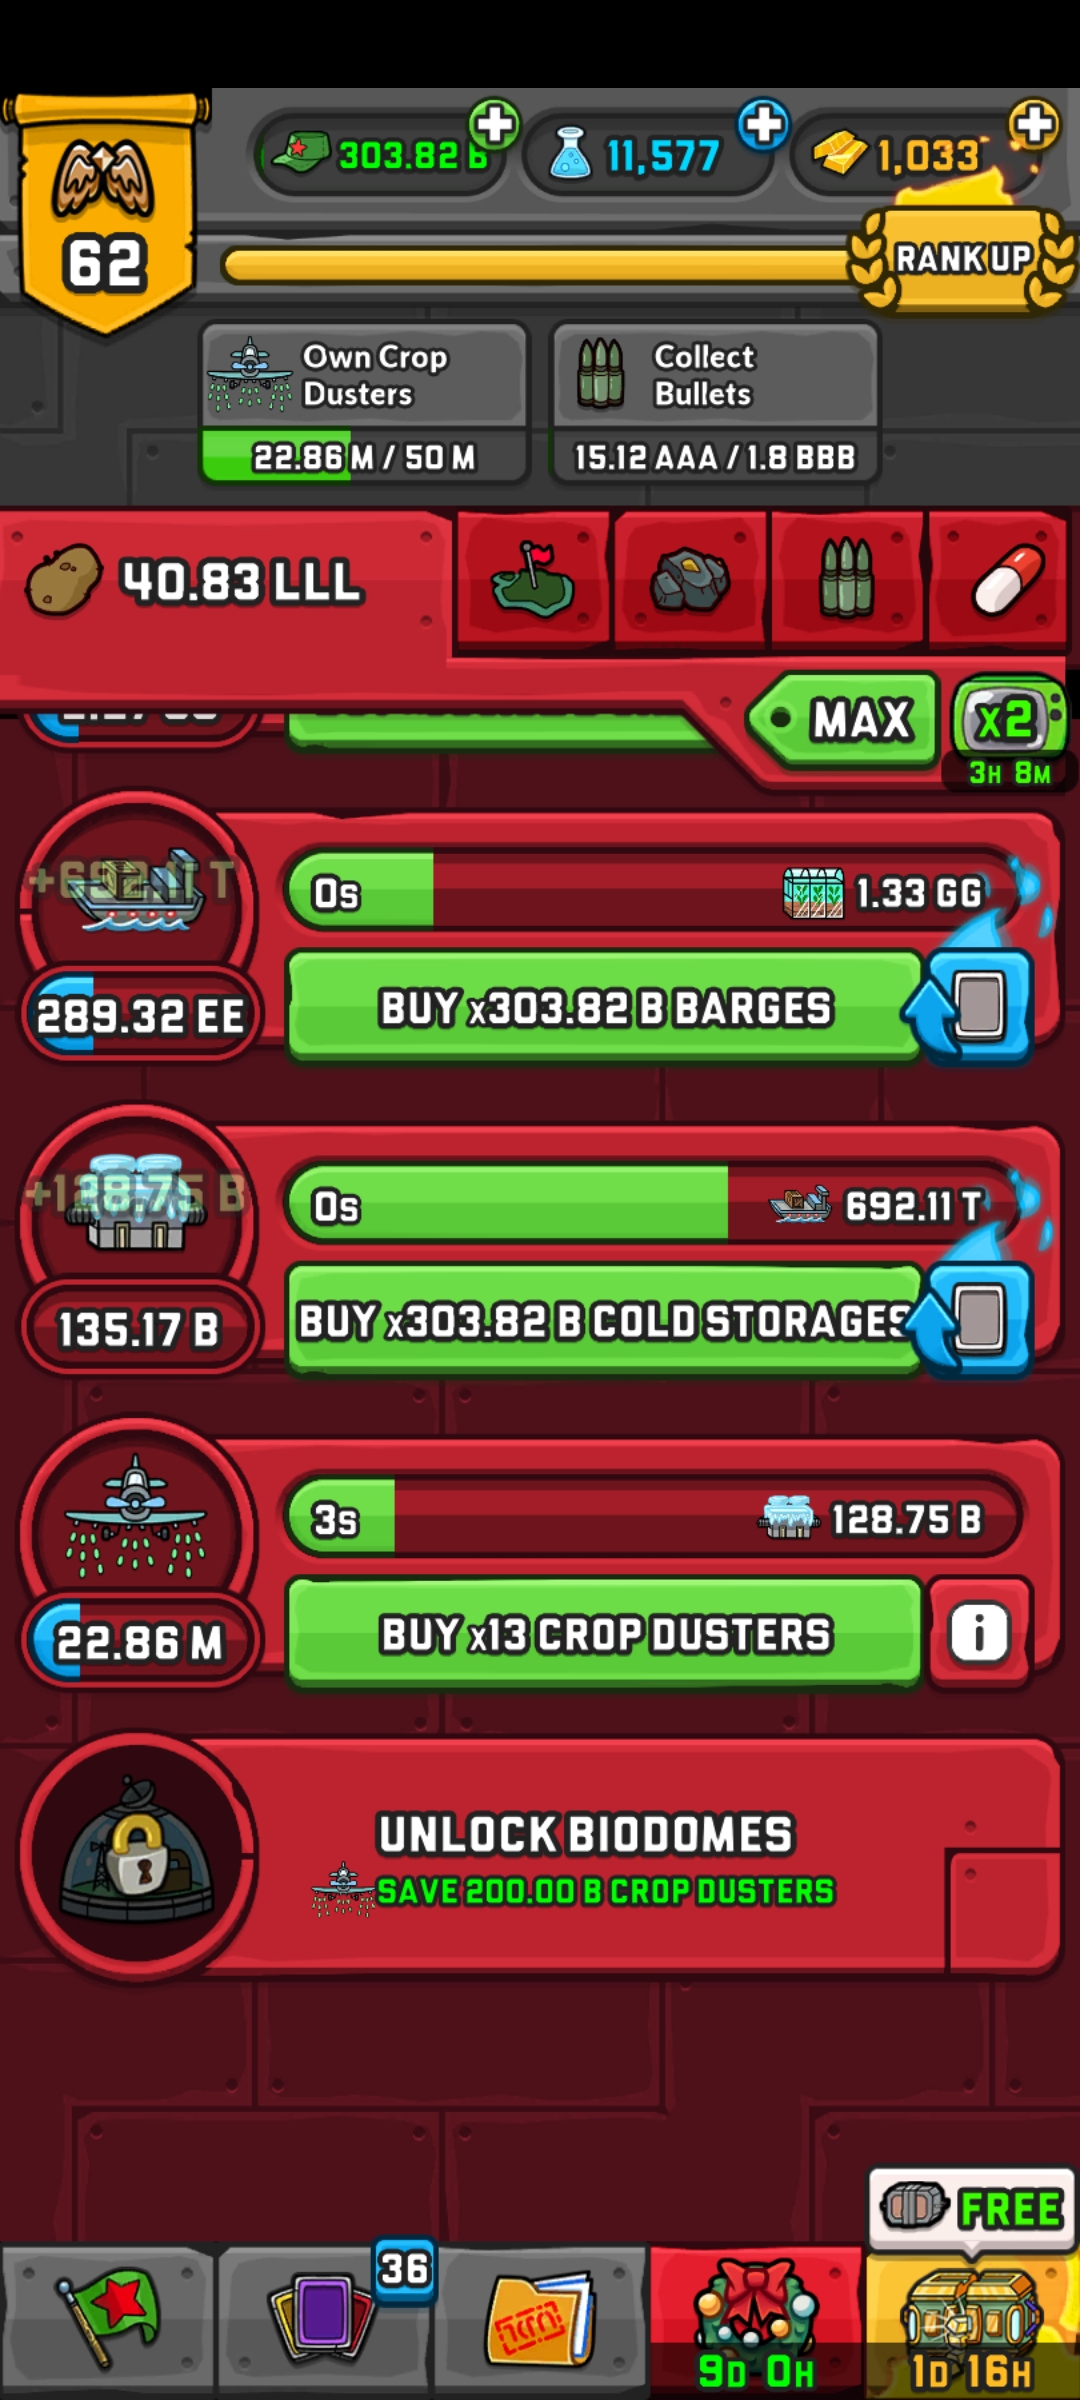 303.82 B
11,577
1,033
62
RANK UP
Own Crop
Dusters
22.86 M / 50 M
Collect
Bullets
15.12 AAA / 1.8 BBB
40.83 LLL
MAX
x2
3H 8M
+692.11 T
0s
1.33 GG
289.32 EE
BUY x303.82 B BARGES
+128.75 B
0s
692.11 T
135.17 B
BUY x303.82 B COLD STORAGES
3s
128.75 B
22.86 M
BUY x13 CROP DUSTERS
i
UNLOCK BIODOMES
SAVE 200.00 B CROP DUSTERS
FREE
36
9D 0H
1D 16H